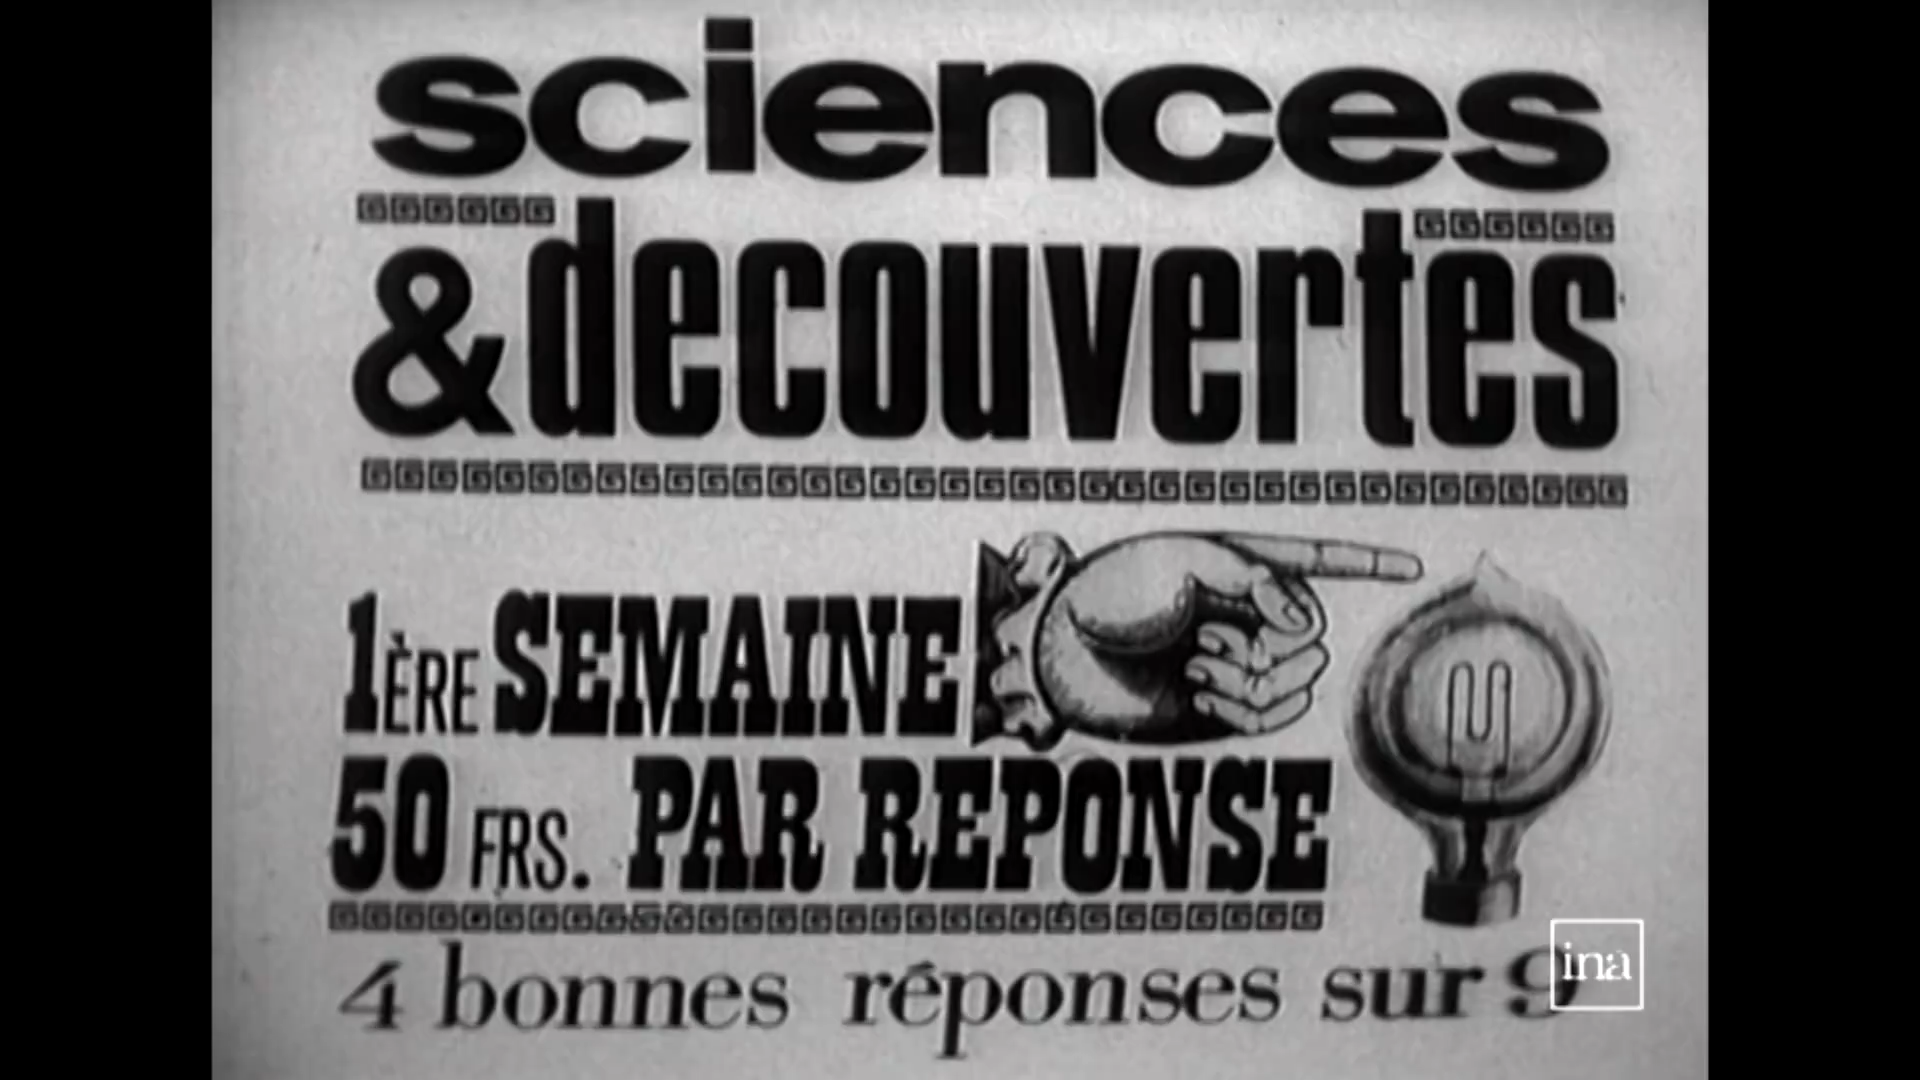 sciences
& decouvertes
1ÈRE SEMAINE
50 FRS. PAR REPONSE
4 bonnes réponses sur 9
ina